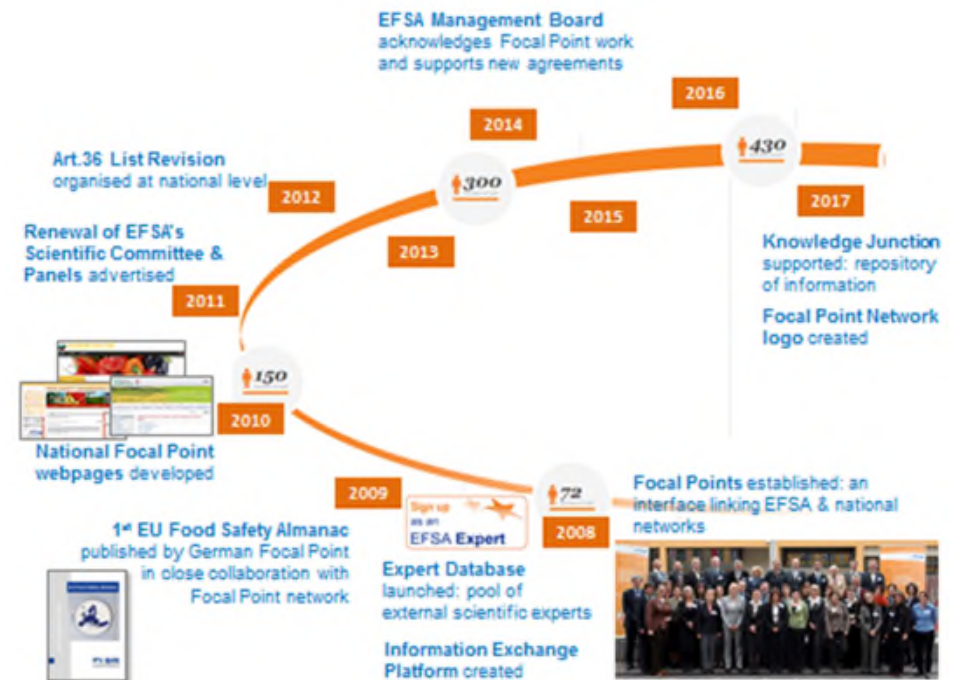 EFSA Management Board
acknowledges Focal Point work
and supports new agreements
2016
2014
430
Art.36 List Revision
organised at national level
2012
300
2017
2015
Renewal of EFSA's
Scientific Committee &
Panels advertised
2013
Knowledge Junction
supported: repository
of information
2011
Focal Point Network
logo created
150
2010
National Focal Point
webpages developed
2009
72
Focal Points established: an
interface linking EFSA & national
networks
Sign up
as an
EFSA Expert
2008
1st EU Food Safety Almanac
published by German Focal Point
in close collaboration with
Focal Point network
Expert Database
launched: pool of
external scientific experts
Information Exchange
Platform created